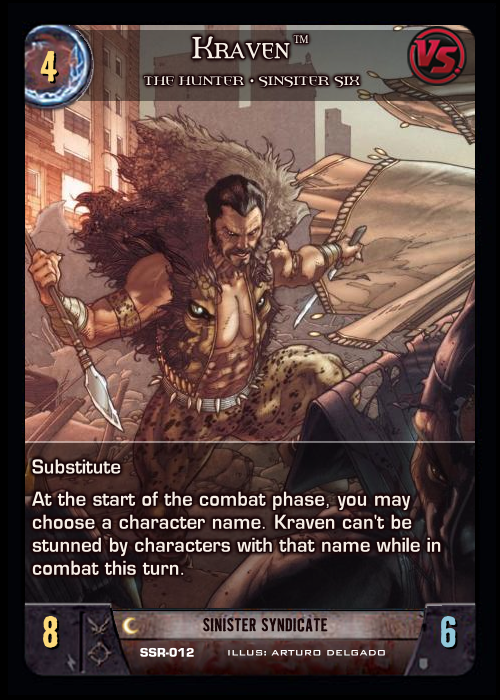 4
Kraven™
The Hunter • Sinsiter Six
VS.
Substitute
At the start of the combat phase, you may
choose a character name. Kraven can't be
stunned by characters with that name while in
combat this turn.
8
SINISTER SYNDICATE
6
SSR-012 ILLUS: ARTURO DELGADO